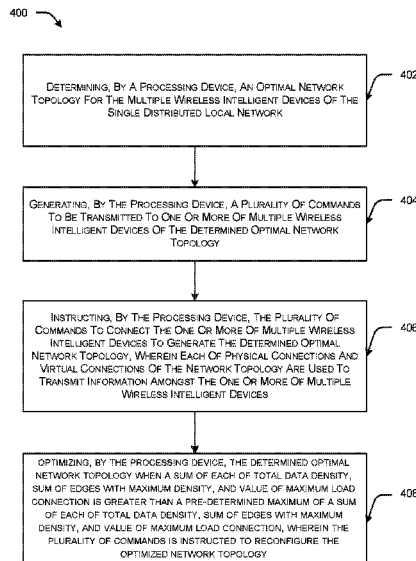 400
DETERMINING, BY A PROCESSING DEVICE, AN OPTIMAL NETWORK
TOPOLOGY FOR THE MULTIPLE WIRELESS INTELLIGENT DEVICES OF THE
SINGLE DISTRIBUTED LOCAL NETWORK
402
GENERATING, BY THE PROCESSING DEVICE, A PLURALITY OF COMMANDS
TO BE TRANSMITTED TO ONE OR MORE OF MULTIPLE WIRELESS
INTELLIGENT DEVICES OF THE DETERMINED OPTIMAL NETWORK
TOPOLOGY
404
INSTRUCTING, BY THE PROCESSING DEVICE, THE PLURALITY OF
COMMANDS TO CONNECT THE ONE OR MORE OF MULTIPLE WIRELESS
INTELLIGENT DEVICES TO GENERATE THE DETERMINED OPTIMAL
NETWORK TOPOLOGY, WHEREIN EACH OF PHYSICAL CONNECTIONS AND
VIRTUAL CONNECTIONS OF THE NETWORK TOPOLOGY ARE USED TO
TRANSMIT INFORMATION AMONGST THE ONE OR MORE OF MULTIPLE
WIRELESS INTELLIGENT DEVICES
406
OPTIMIZING, BY THE PROCESSING DEVICE, THE DETERMINED OPTIMAL
NETWORK TOPOLOGY WHEN A SUM OF EACH OF TOTAL DATA DENSITY,
SUM OF EDGES WITH MAXIMUM DENSITY, AND VALUE OF MAXIMUM LOAD
CONNECTION IS GREATER THAN A PRE-DETERMINED MAXIMUM OF A SUM
OF EACH OF TOTAL DATA DENSITY, SUM OF EDGES WITH MAXIMUM
DENSITY, AND VALUE OF MAXIMUM LOAD CONNECTION, WHEREIN THE
PLURALITY OF COMMANDS IS INSTRUCTED TO RECONFIGURE THE
OPTIMIZED NETWORK TOPOLOGY
408